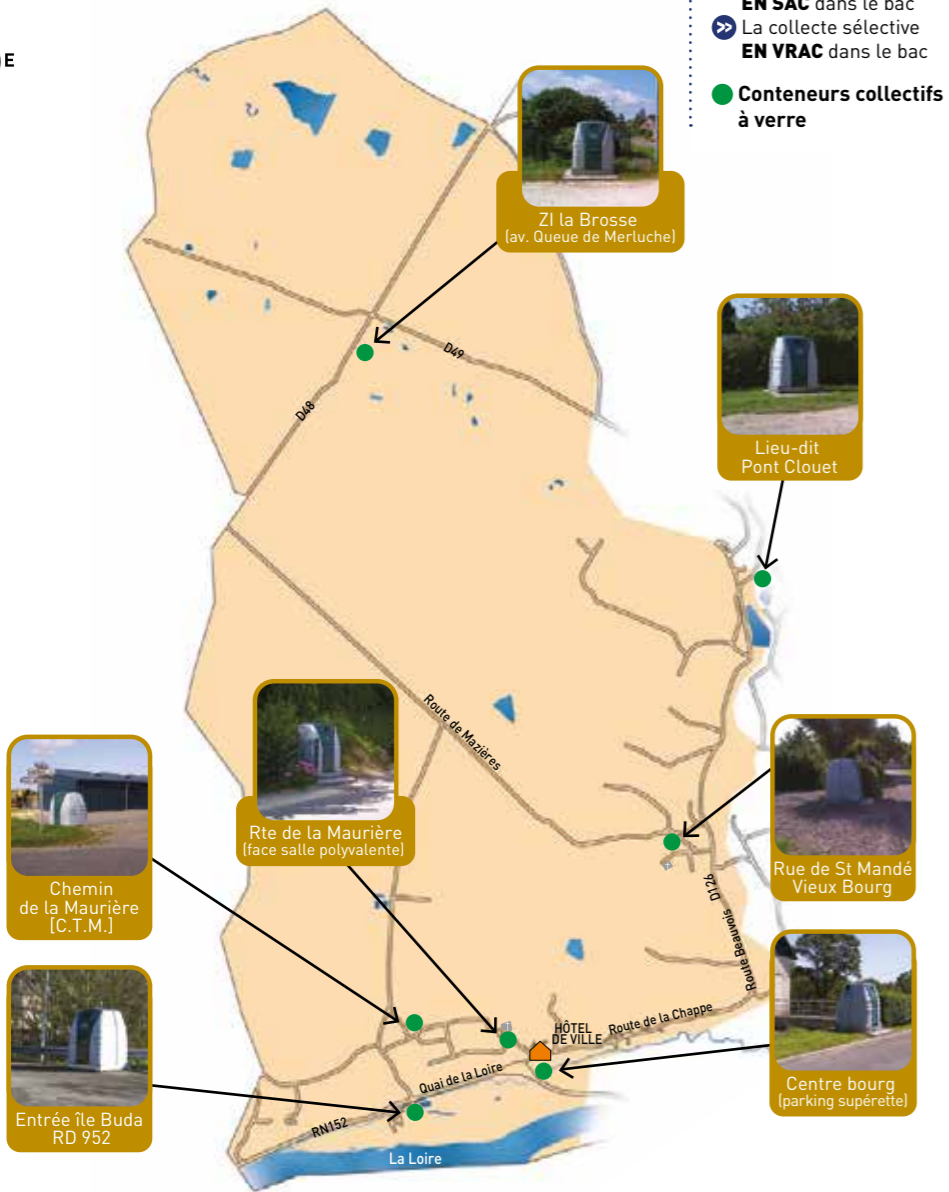 EN SAC dans le bac
La collecte sélective
EN VRAC dans le bac
E
Conteneurs collectifs
à verre
ZI la Brosse
(av. Queue de Merluche)
D49
D48
Lieu-dit
Pont Clouet
Route de Mazières
Rte de la Maurière
(face salle polyvalente)
Chemin
de la Maurière
[C.T.M.]
Rue de St Mandé
Vieux Bourg
D126
Route Beauvois
Route de la Chappe
HÔTEL
DE VILLE
Quai de la Loire
Centre bourg
(parking supérette)
Entrée île Buda
RD 952
RN152
La Loire